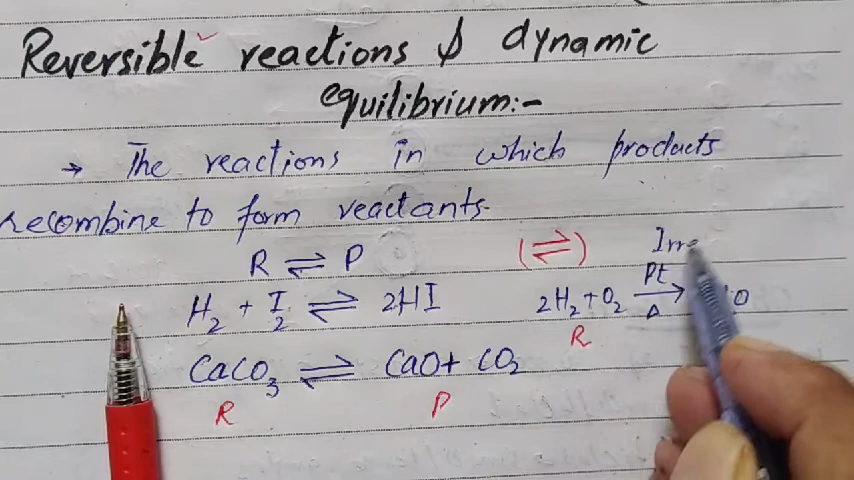 Reversible reactions & dynamic
equilibrium:-
→ The reactions in which products
recombine to form reactants.
R ⇌ P (⇌) Irre
H₂ + I₂ ⇌ 2HI 2H₂+O₂ Pt → Δ O
R
CaCO₃ ⇌ CaO+ CO₂
R P